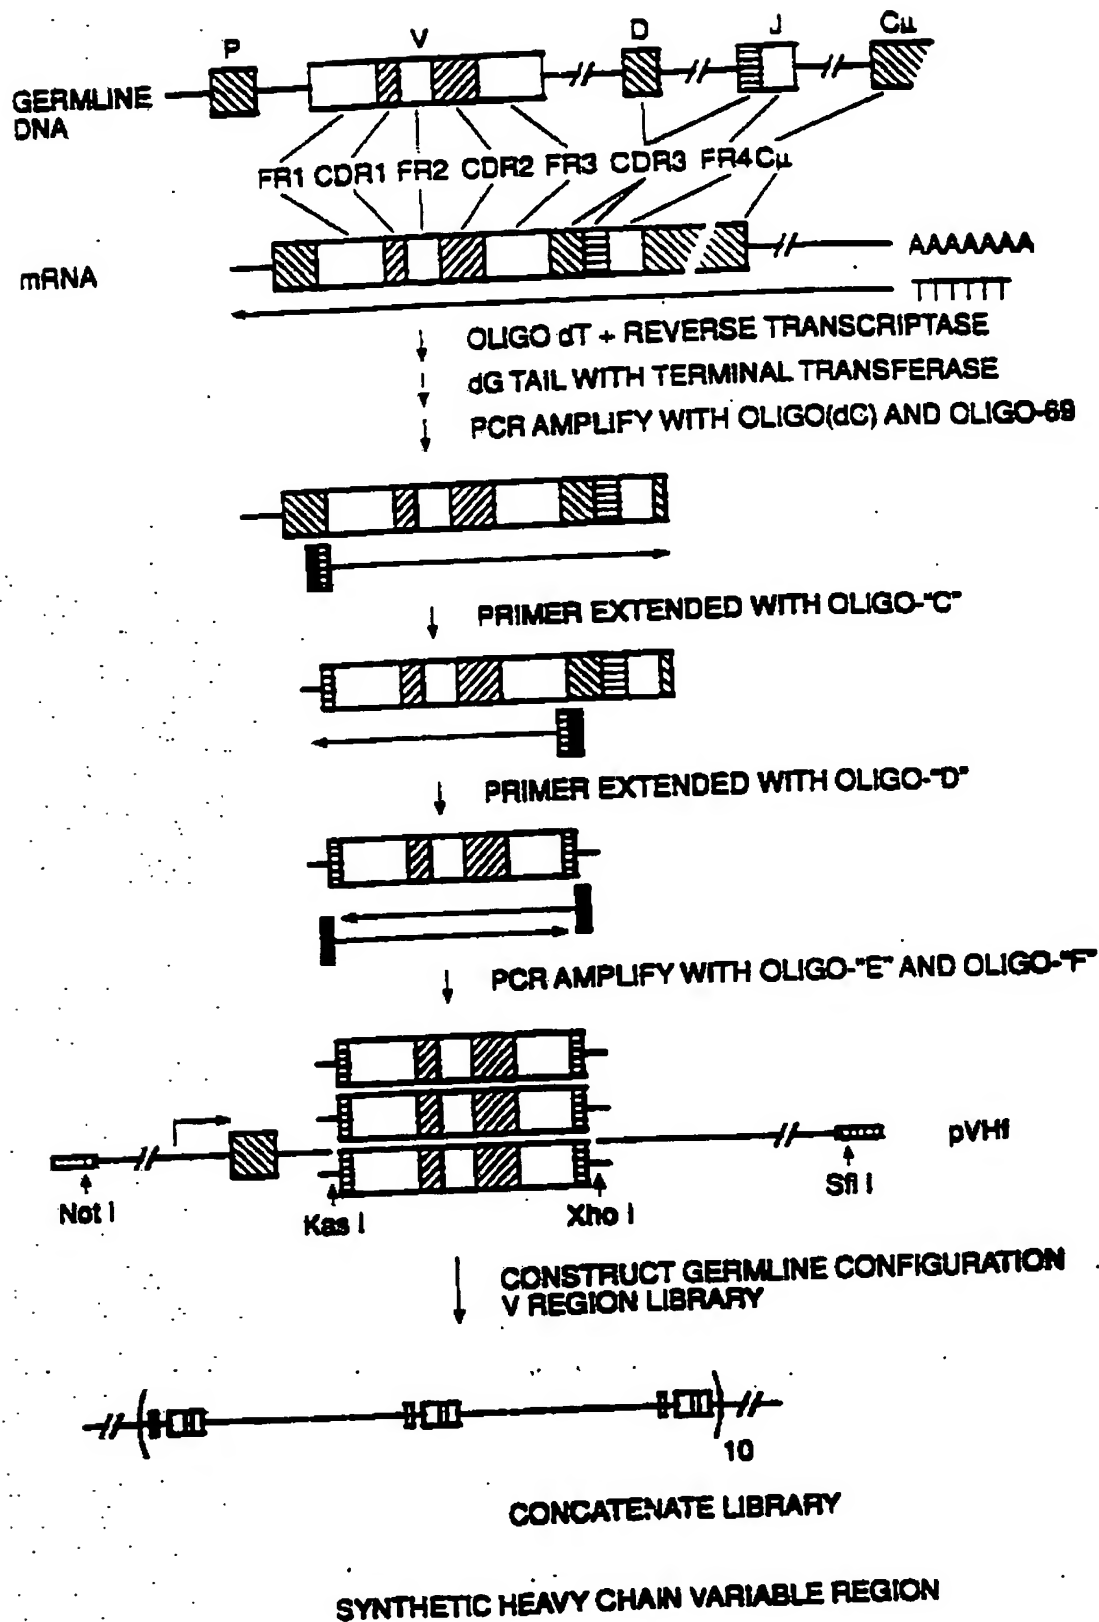 P V D J Cμ
GERMLINE
DNA
FR1 CDR1 FR2 CDR2 FR3 CDR3 FR4 Cμ
mRNA
AAAAAAA
TTTTTT
OLIGO dT + REVERSE TRANSCRIPTASE
dG TAIL WITH TERMINAL TRANSFERASE
PCR AMPLIFY WITH OLIGO(dC) AND OLIGO-69
PRIMER EXTENDED WITH OLIGO-"C"
PRIMER EXTENDED WITH OLIGO-"D"
PCR AMPLIFY WITH OLIGO-"E" AND OLIGO-"F"
pVHf
Not I
Kas I
Xho I
Sfi I
CONSTRUCT GERMLINE CONFIGURATION
V REGION LIBRARY
10
CONCATENATE LIBRARY
SYNTHETIC HEAVY CHAIN VARIABLE REGION